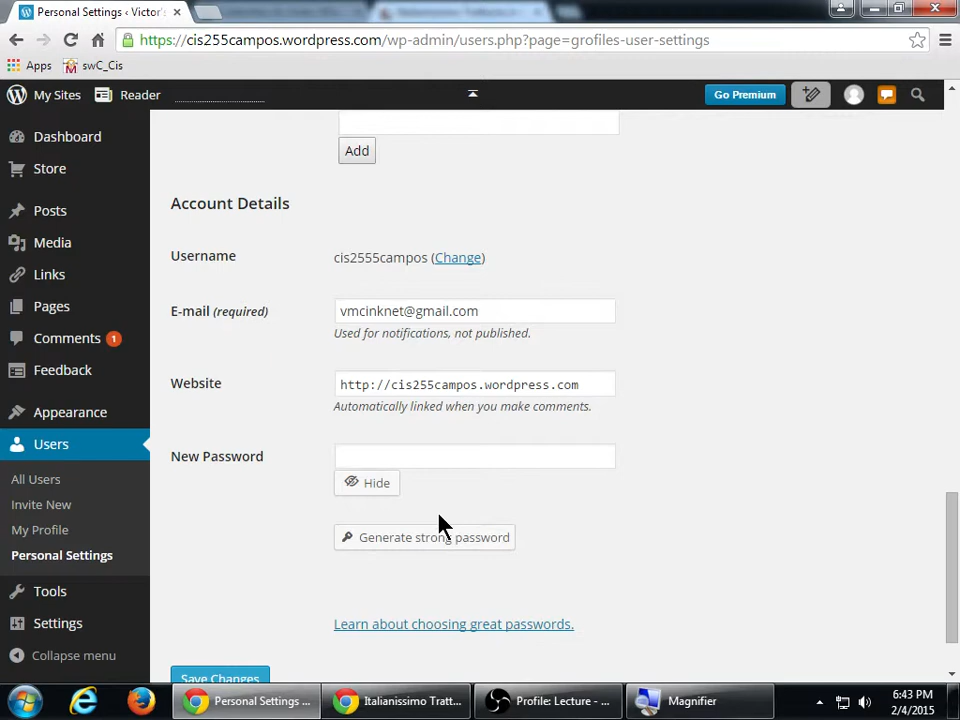 Personal Settings ‹ Victor's
https://cis255campos.wordpress.com/wp-admin/users.php?page=grofiles-user-settings
Apps
swC_Cis
My Sites
Reader
Go Premium
Dashboard
Store
Posts
Media
Links
Pages
Comments 1
Feedback
Appearance
Users
All Users
Invite New
My Profile
Personal Settings
Tools
Settings
Collapse menu
Add
Account Details
Username
cis2555campos (Change)
E-mail (required)
vmcinknet@gmail.com
Used for notifications, not published.
Website
http://cis255campos.wordpress.com
Automatically linked when you make comments.
New Password
Hide
Generate strong password
Learn about choosing great passwords.
Save Changes
Personal Settings ...
Italianissimo Tratt...
Profile: Lecture - ...
Magnifier
6:43 PM
2/4/2015